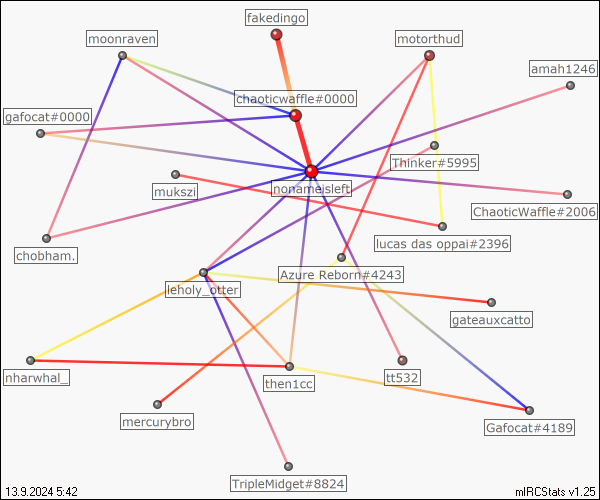 fakedingo
moonraven
motorthud
amah1246
chaoticwaffle#0000
gafocat#0000
Thinker#5995
nonameisleft
mukszi
ChaoticWaffle#2006
lucas das oppai#2396
chobham.
Azure Reborn#4243
leholy_otter
gateauxcatto
nharwhal_
then1cc
tt532
mercurybro
Gafocat#4189
TripleMidget#8824
13.9.2024 5:42
mIRCStats v1.25